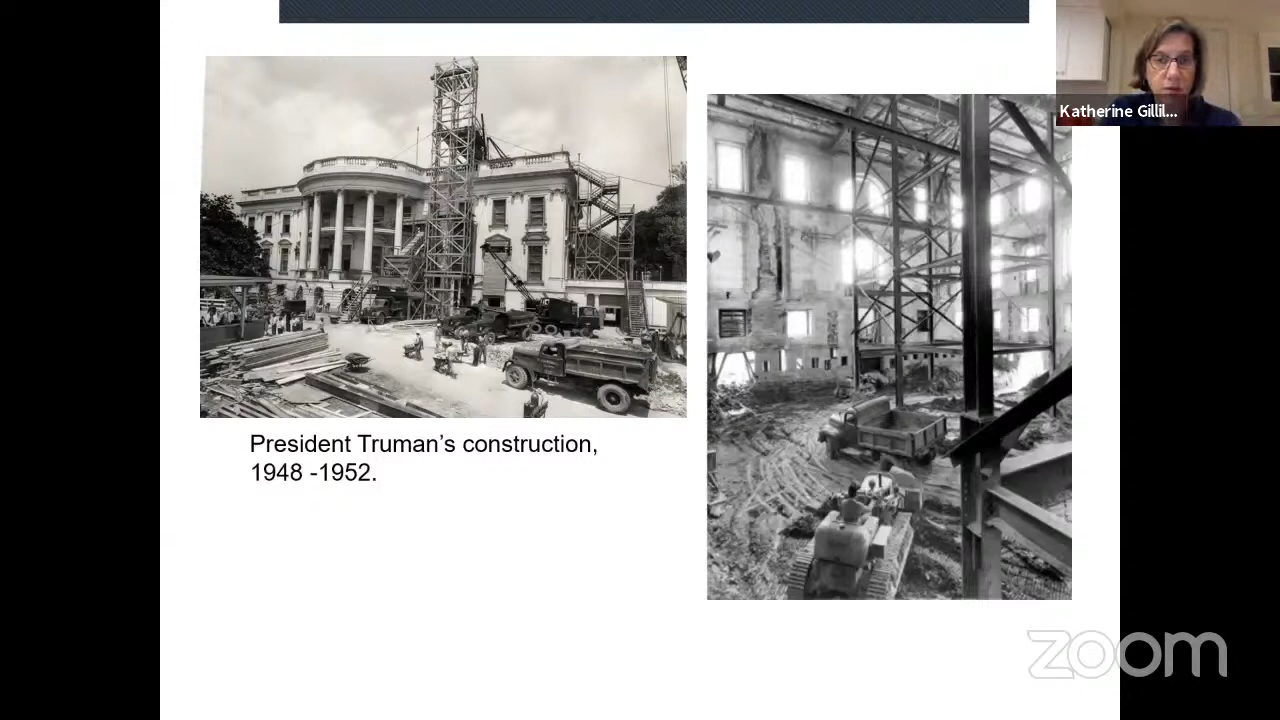 Katherine Gillil...
President Truman’s construction,
1948 -1952.
zoom